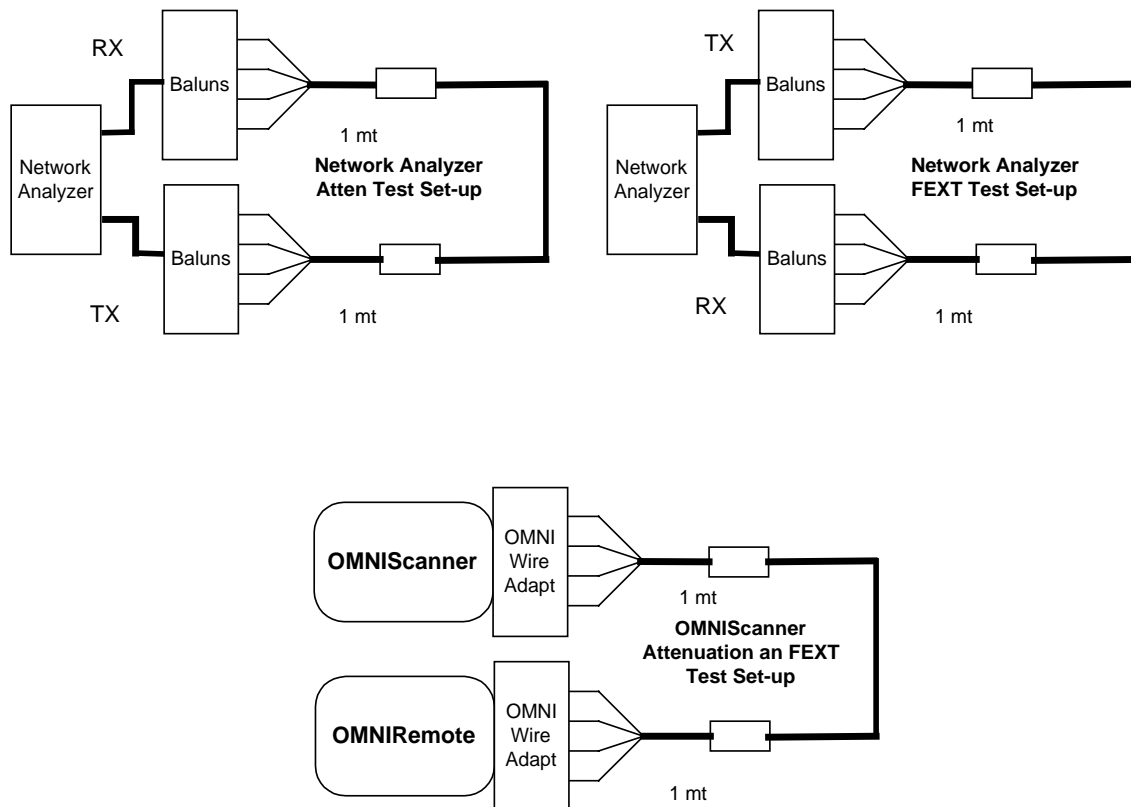 RX
Baluns
Network
Analyzer
1 mt
Network Analyzer
Atten Test Set-up
Baluns
TX
1 mt
TX
Baluns
Network
Analyzer
1 mt
Network Analyzer
FEXT Test Set-up
Baluns
RX
1 mt
OMNIScanner
OMNI
Wire
Adapt
1 mt
OMNIScanner
Attenuation an FEXT
Test Set-up
OMNIRemote
OMNI
Wire
Adapt
1 mt